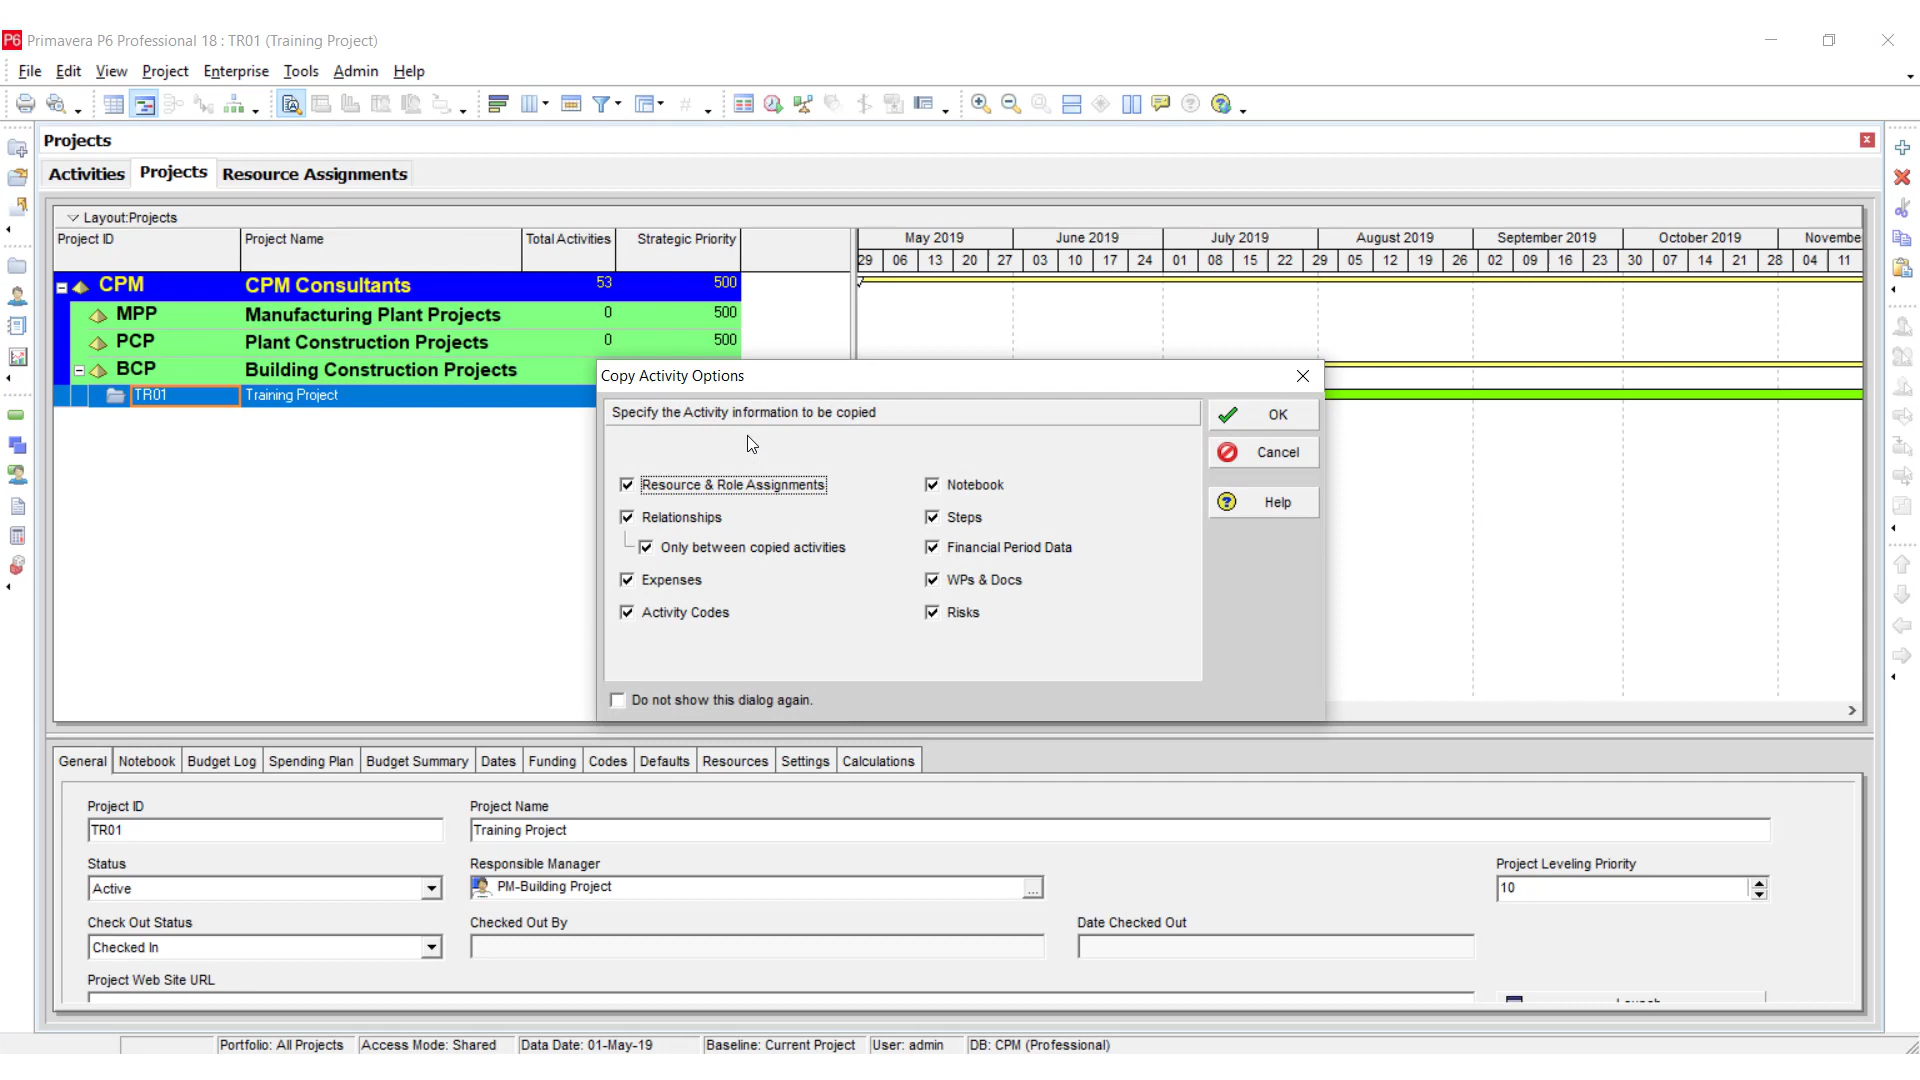 P6 Primavera P6 Professional 18 : TR01 (Training Project)
File Edit View Project Enterprise Tools Admin Help
Projects
Activities Projects Resource Assignments
Layout:Projects
Project ID Project Name Total Activities Strategic Priority
May 2019 June 2019 July 2019 August 2019 September 2019 October 2019 Novembe
29 06 13 20 27 03 10 17 24 01 08 15 22 29 05 12 19 26 02 09 16 23 30 07 14 21 28 04 11
CPM CPM Consultants 53 500
MPP Manufacturing Plant Projects 0 500
PCP Plant Construction Projects 0 500
BCP Building Construction Projects
TR01 Training Project
Copy Activity Options
Specify the Activity information to be copied
OK
Cancel
Help
Resource & Role Assignments Notebook
Relationships Steps
Only between copied activities Financial Period Data
Expenses WPs & Docs
Activity Codes Risks
Do not show this dialog again.
General Notebook Budget Log Spending Plan Budget Summary Dates Funding Codes Defaults Resources Settings Calculations
Project ID Project Name
TR01 Training Project
Status Responsible Manager Project Leveling Priority
Active PM-Building Project ... 10
Check Out Status Checked Out By Date Checked Out
Checked In
Project Web Site URL
Portfolio: All Projects Access Mode: Shared Data Date: 01-May-19 Baseline: Current Project User: admin DB: CPM (Professional)